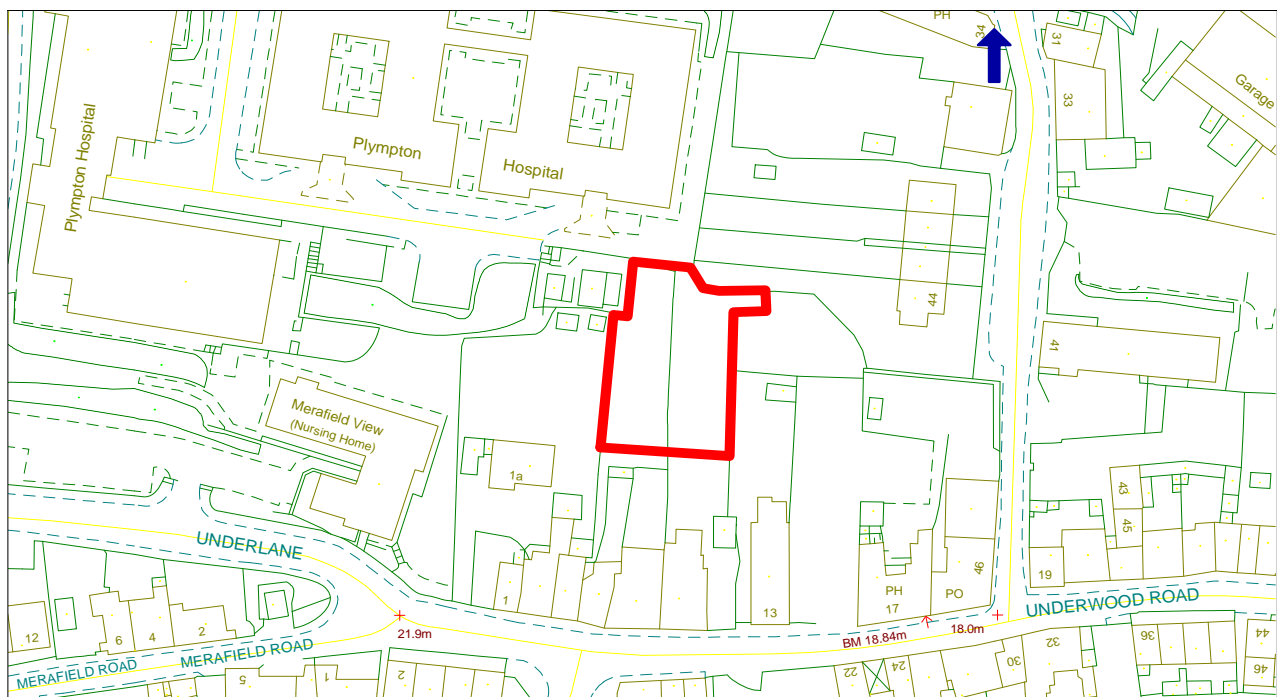 PH
34
31
33
Garage
Plympton Hospital
Plympton
Hospital
44
41
Merafield View
(Nursing Home)
1a
43
45
UNDERLANE
1
13
PH
17
PO
46
19
UNDERWOOD ROAD
12
6
4
2
21.9m
BM 18.84m
18.0m
MERAFIELD ROAD
MERAFIELD ROAD
5
1
2
22
24
30
32
36
44
46